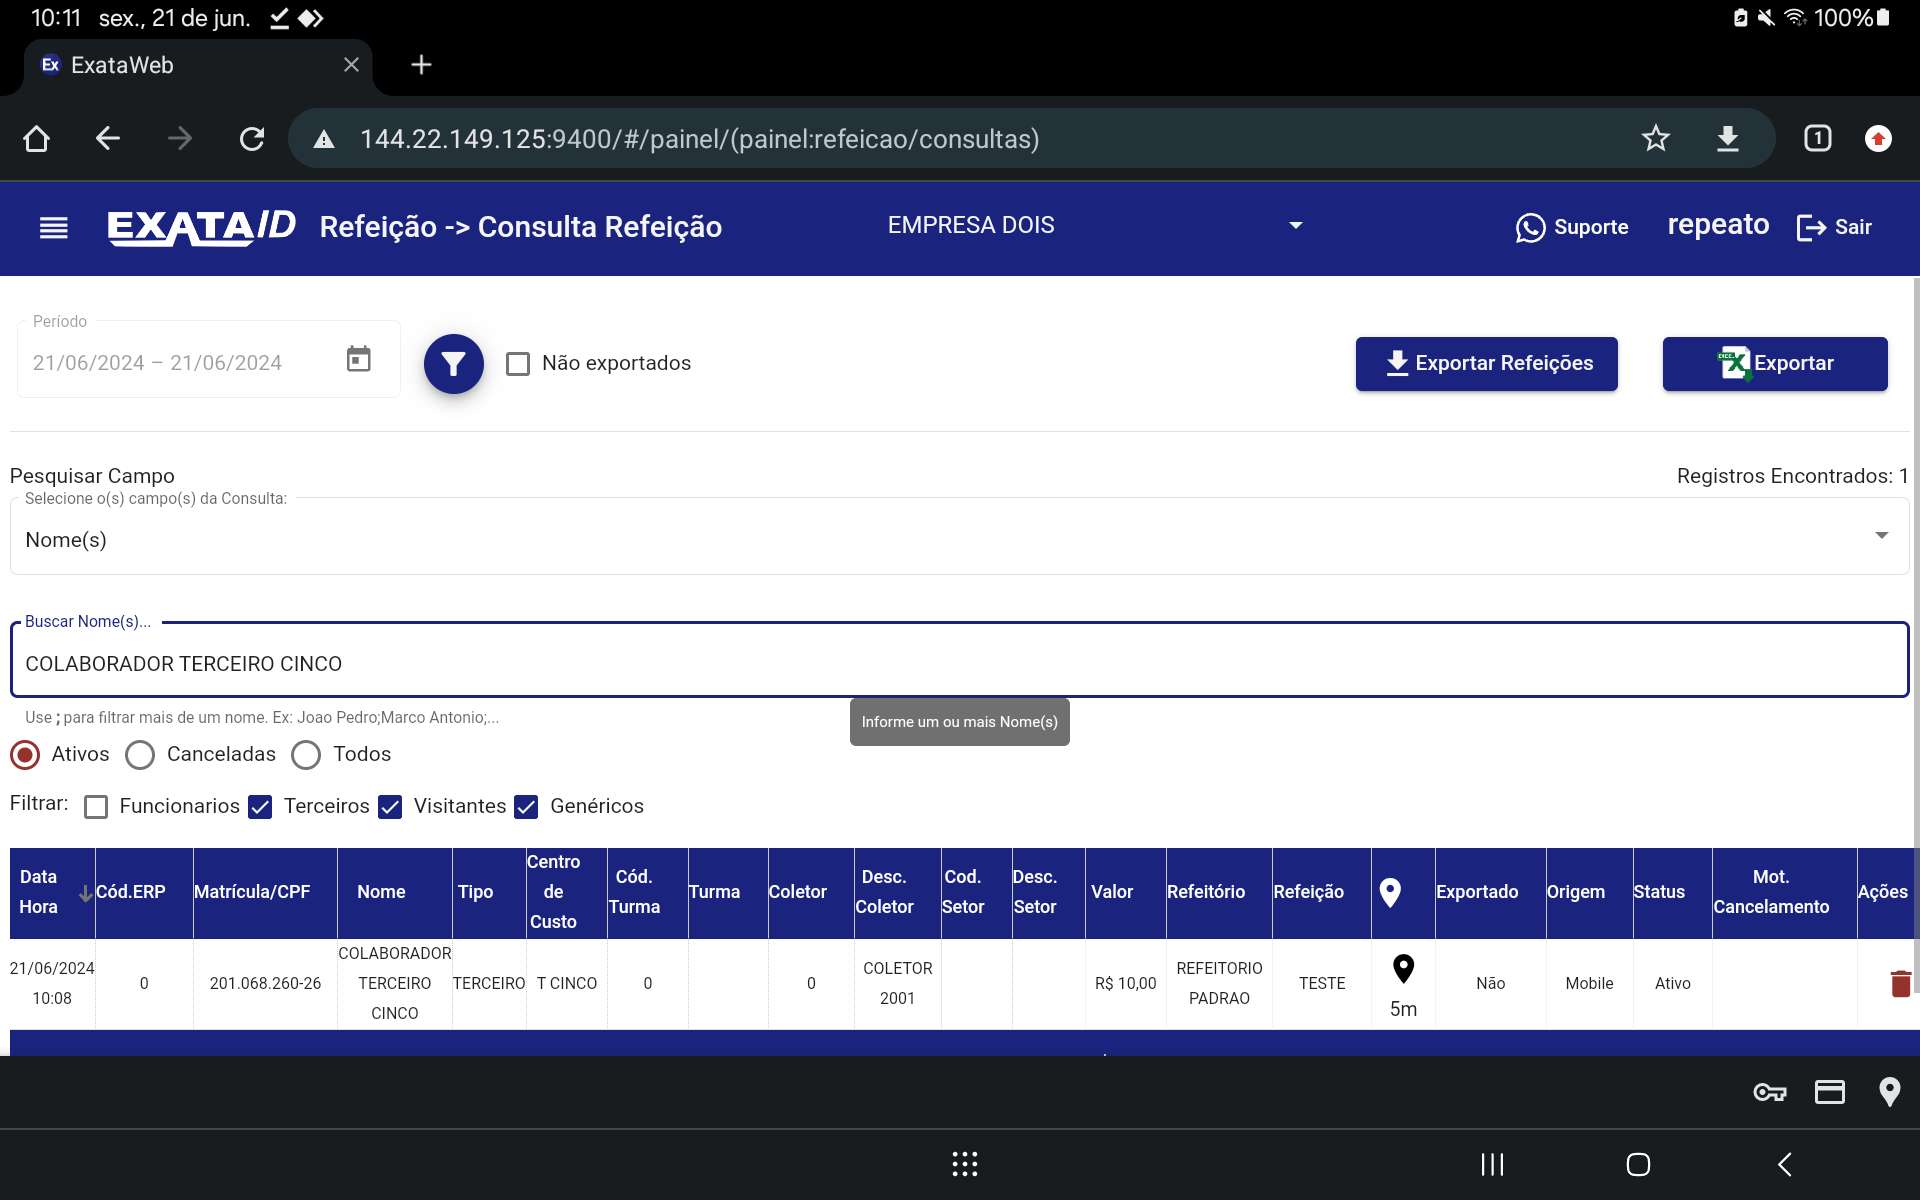 10:11 sex., 21 de jun.
100%
Ex ExataWeb
144.22.149.125:9400/#/painel/(painel:refeicao/consultas)
1
EXATA ID Refeição -> Consulta Refeição EMPRESA DOIS Suporte repeato Sair
Período
21/06/2024 – 21/06/2024
Não exportados
Exportar Refeições
Exportar
Pesquisar Campo
Registros Encontrados: 1
Selecione o(s) campo(s) da Consulta:
Nome(s)
Buscar Nome(s)...
COLABORADOR TERCEIRO CINCO
Use ; para filtrar mais de um nome. Ex: Joao Pedro;Marco Antonio;...
Informe um ou mais Nome(s)
Ativos Canceladas Todos
Filtrar: Funcionarios Terceiros Visitantes Genéricos
Data Hora Cód.ERP Matrícula/CPF Nome Tipo Centro de Custo Cód. Turma Turma Coletor Desc. Coletor Cod. Setor Desc. Setor Valor Refeitório Refeição Exportado Origem Status Mot. Cancelamento Ações
21/06/2024 10:08 0 201.068.260-26 COLABORADOR TERCEIRO CINCO TERCEIRO T CINCO 0 0 COLETOR 2001 R$ 10,00 REFEITORIO PADRAO TESTE 5m Não Mobile Ativo